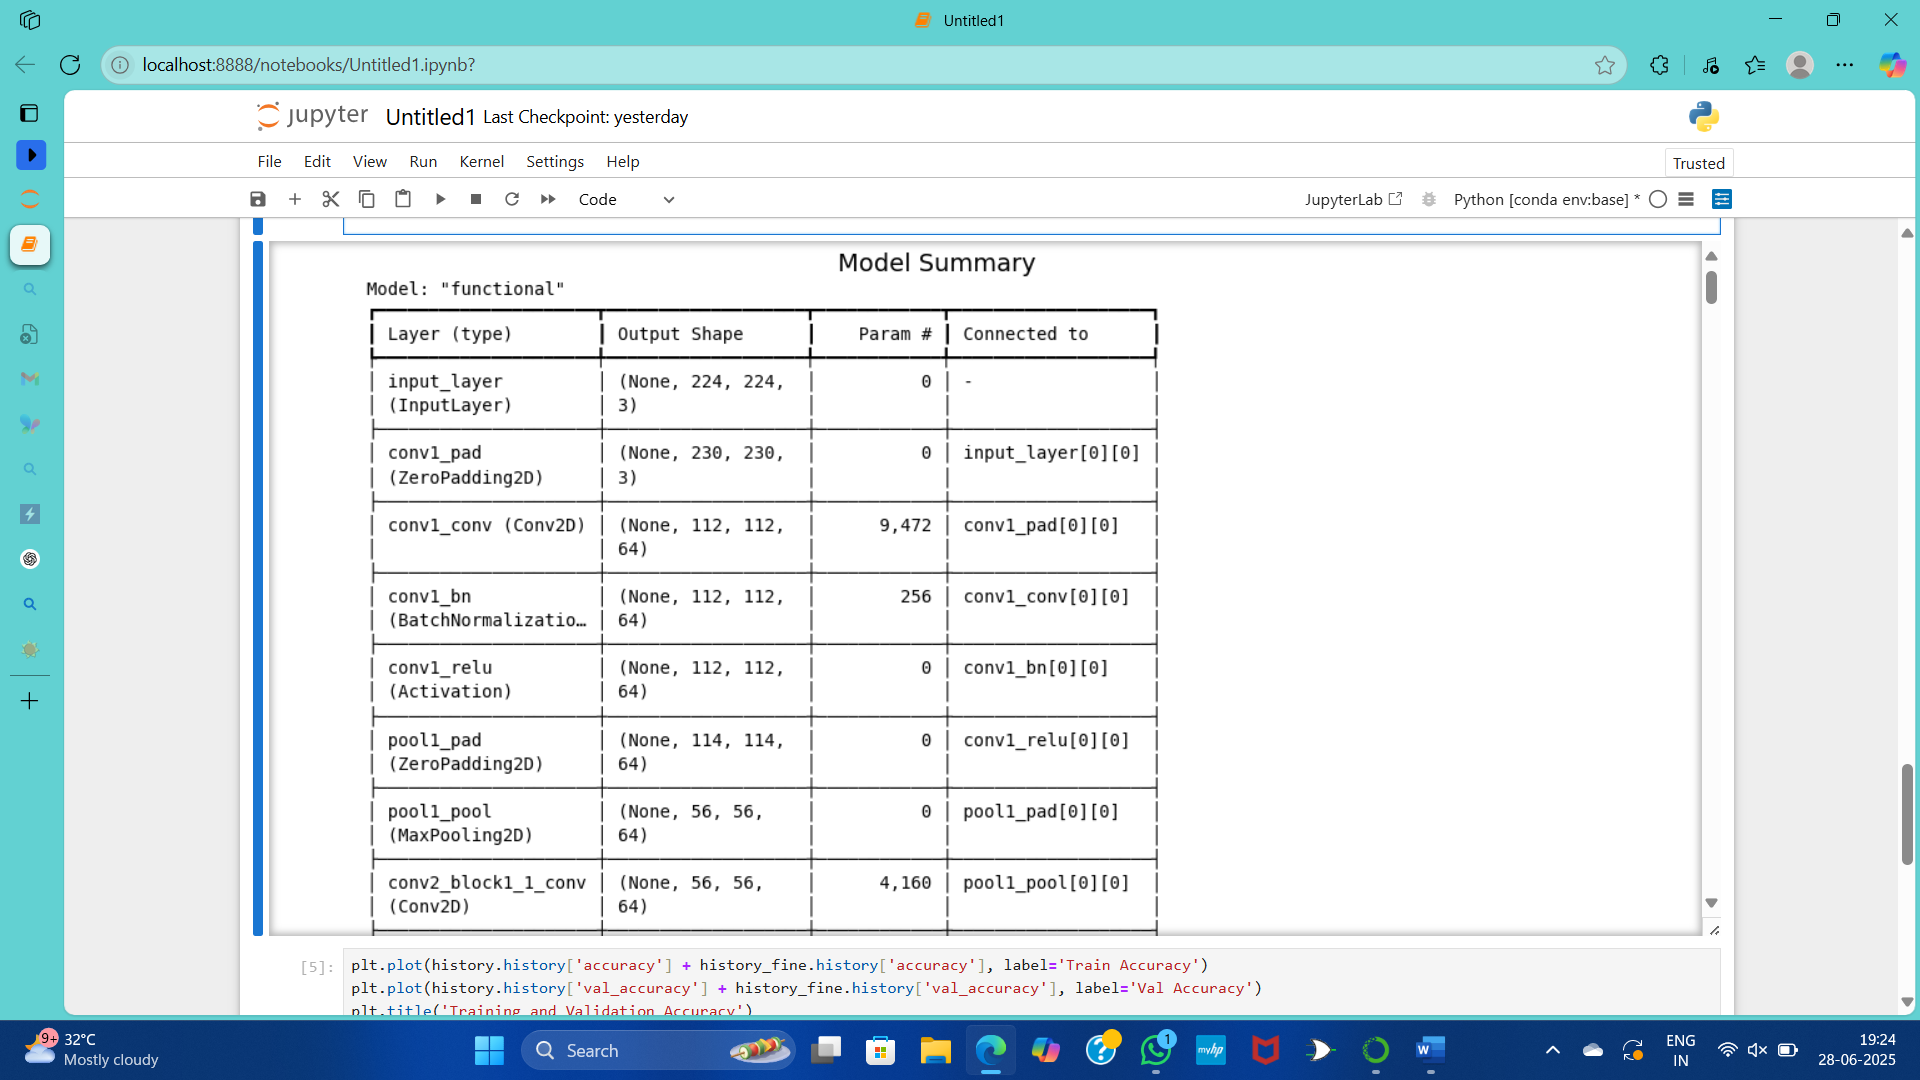 Untitled1
localhost:8888/notebooks/Untitled1.ipynb?
jupyter Untitled1 Last Checkpoint: yesterday
File Edit View Run Kernel Settings Help
Trusted
Code
JupyterLab
Python [conda env:base] *
Model Summary
Model: "functional"
Layer (type) Output Shape Param # Connected to
input_layer (None, 224, 224, 0 -
(InputLayer) 3)
conv1_pad (None, 230, 230, 0 input_layer[0][0]
(ZeroPadding2D) 3)
conv1_conv (Conv2D) (None, 112, 112, 9,472 conv1_pad[0][0]
64)
conv1_bn (None, 112, 112, 256 conv1_conv[0][0]
(BatchNormalizatio… 64)
conv1_relu (None, 112, 112, 0 conv1_bn[0][0]
(Activation) 64)
pool1_pad (None, 114, 114, 0 conv1_relu[0][0]
(ZeroPadding2D) 64)
pool1_pool (None, 56, 56, 0 pool1_pad[0][0]
(MaxPooling2D) 64)
conv2_block1_1_conv (None, 56, 56, 4,160 pool1_pool[0][0]
(Conv2D) 64)
[5]: plt.plot(history.history['accuracy'] + history_fine.history['accuracy'], label='Train Accuracy')
plt.plot(history.history['val_accuracy'] + history_fine.history['val_accuracy'], label='Val Accuracy')
plt.title('Training and Validation Accuracy')
9+
32°C
Mostly cloudy
Search
1
myhp
W
ENG
IN
19:24
28-06-2025